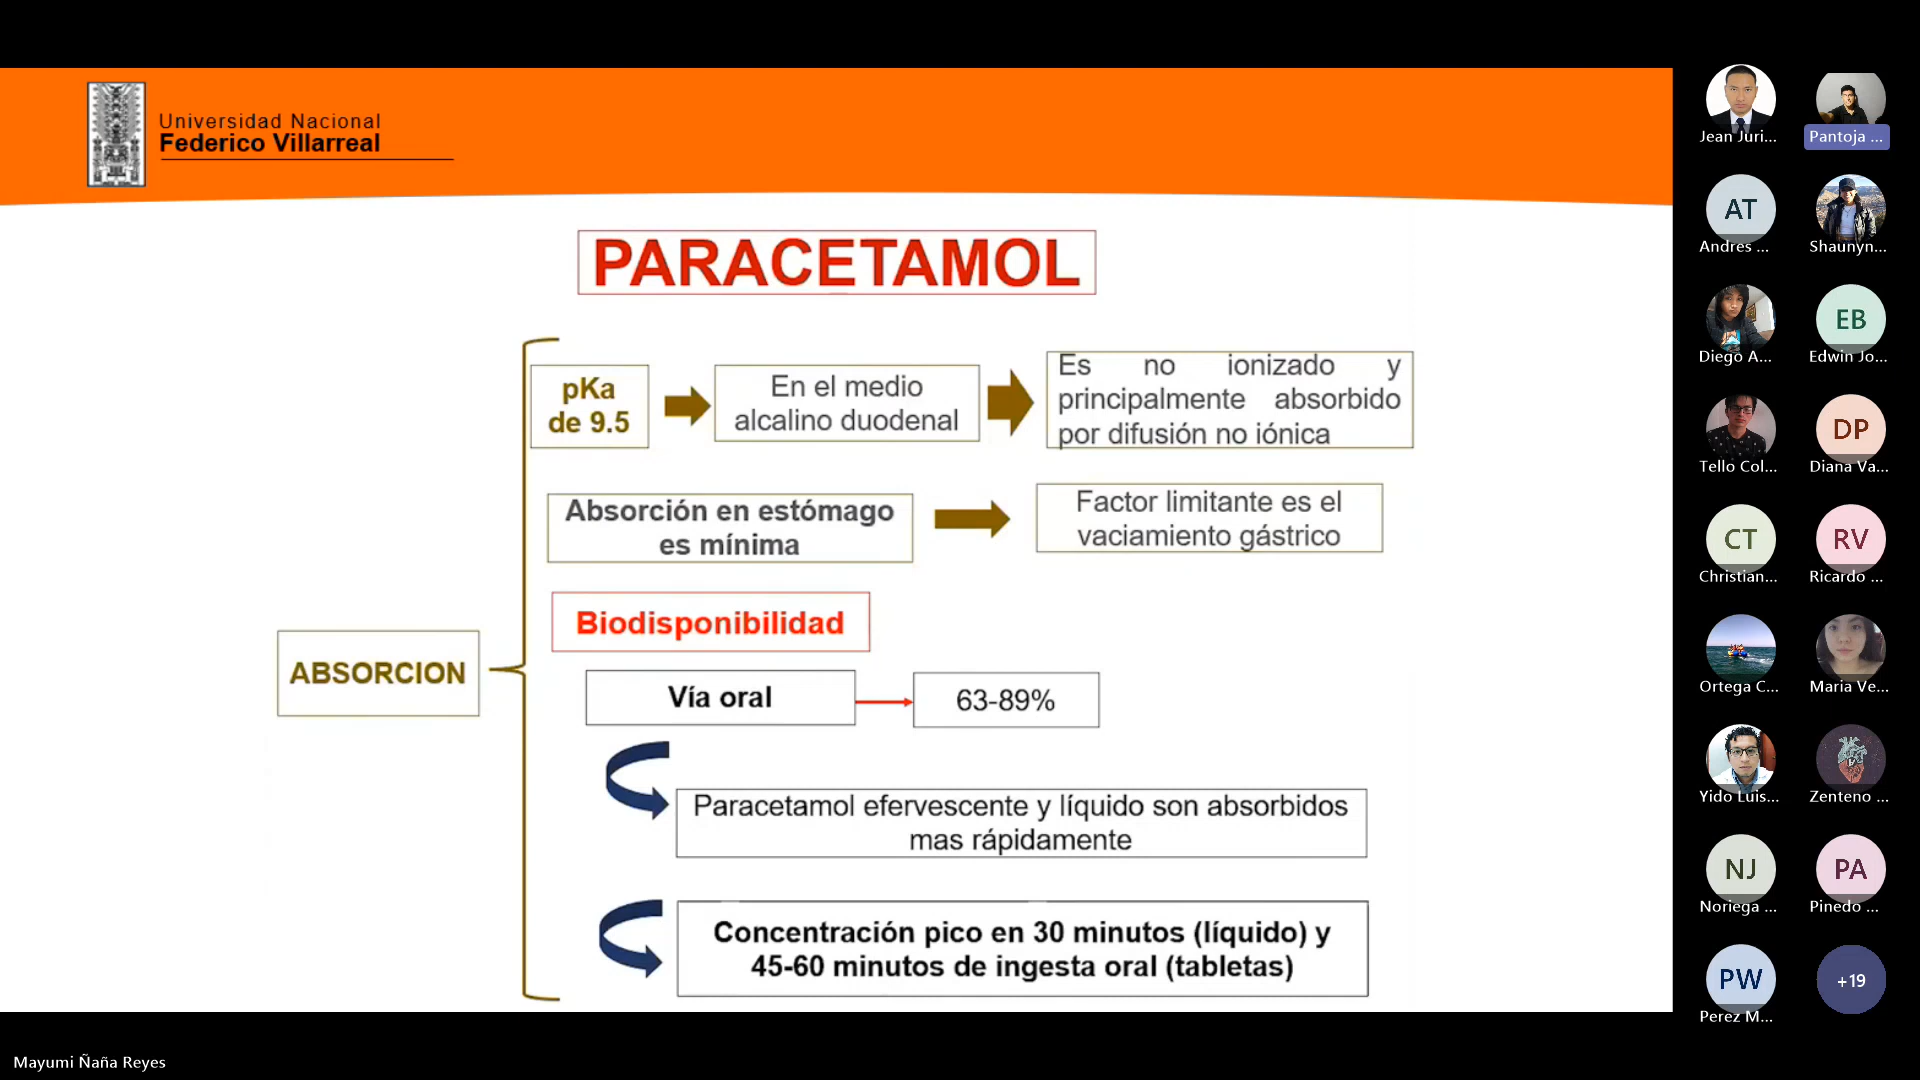 Universidad Nacional
Federico Villarreal
PARACETAMOL
ABSORCION
pKa
de 9.5
En el medio
alcalino duodenal
Es no ionizado y
principalmente absorbido
por difusión no iónica
Absorción en estómago
es mínima
Factor limitante es el
vaciamiento gástrico
Biodisponibilidad
Vía oral
63-89%
Paracetamol efervescente y líquido son absorbidos
mas rápidamente
Concentración pico en 30 minutos (líquido) y
45-60 minutos de ingesta oral (tabletas)
Jean Juri...
Pantoja ...
AT
Andres ...
Shaunyn...
Diego A...
EB
Edwin Jo...
Tello Col...
DP
Diana Va...
CT
Christian...
RV
Ricardo ...
Ortega C...
Maria Ve...
Yido Luis...
Zenteno ...
NJ
Noriega ...
PA
Pinedo ...
PW
Perez M...
+19
Mayumi Ñaña Reyes